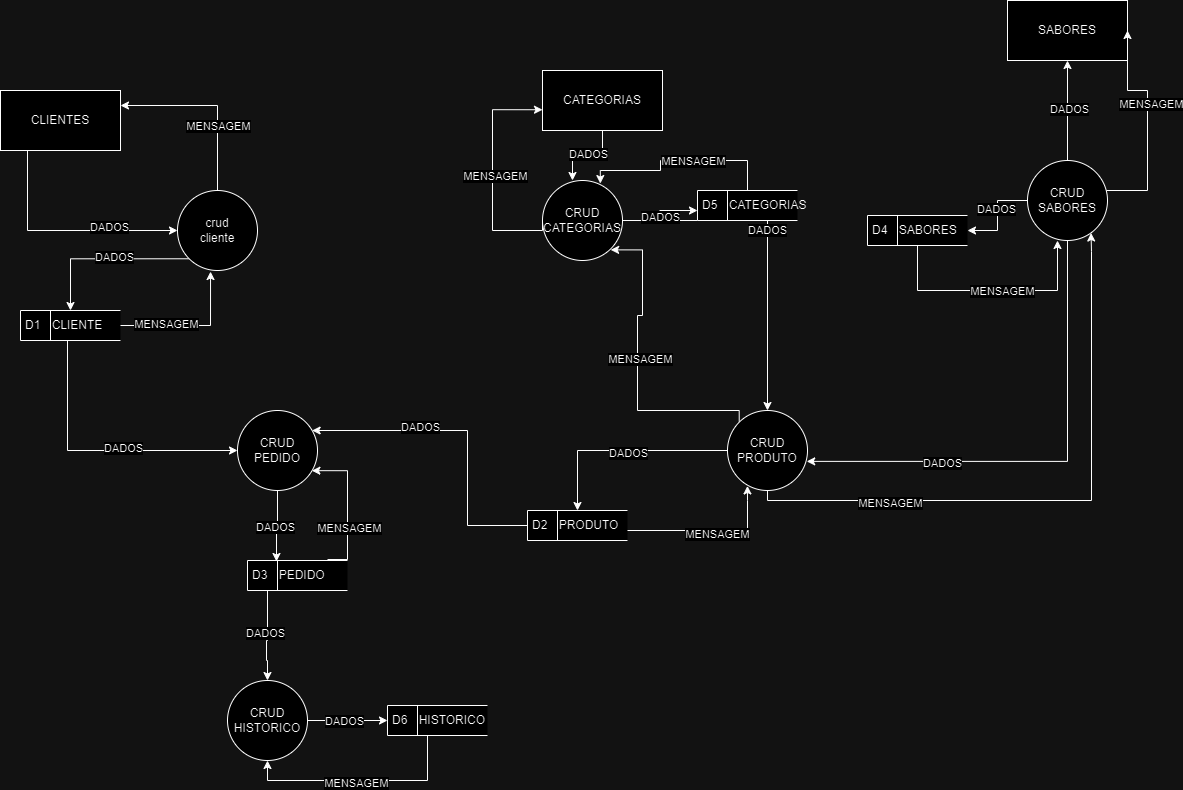 SABORES
CATEGORIAS
MENSAGEM
DADOS
CLIENTES
MENSAGEM
DADOS
MENSAGEM
MENSAGEM
CRUD
SABORES
D5 CATEGORIAS
DADOS
CRUD
CATEGORIAS
DADOS
crud
cliente
DADOS
DADOS
D4 SABORES
DADOS
MENSAGEM
D1 CLIENTE
MENSAGEM
MENSAGEM
DADOS
CRUD
PEDIDO
DADOS
CRUD
PRODUTO
DADOS
DADOS
MENSAGEM
DADOS
MENSAGEM
D2 PRODUTO
MENSAGEM
D3 PEDIDO
DADOS
CRUD
HISTORICO
DADOS
D6 HISTORICO
MENSAGEM